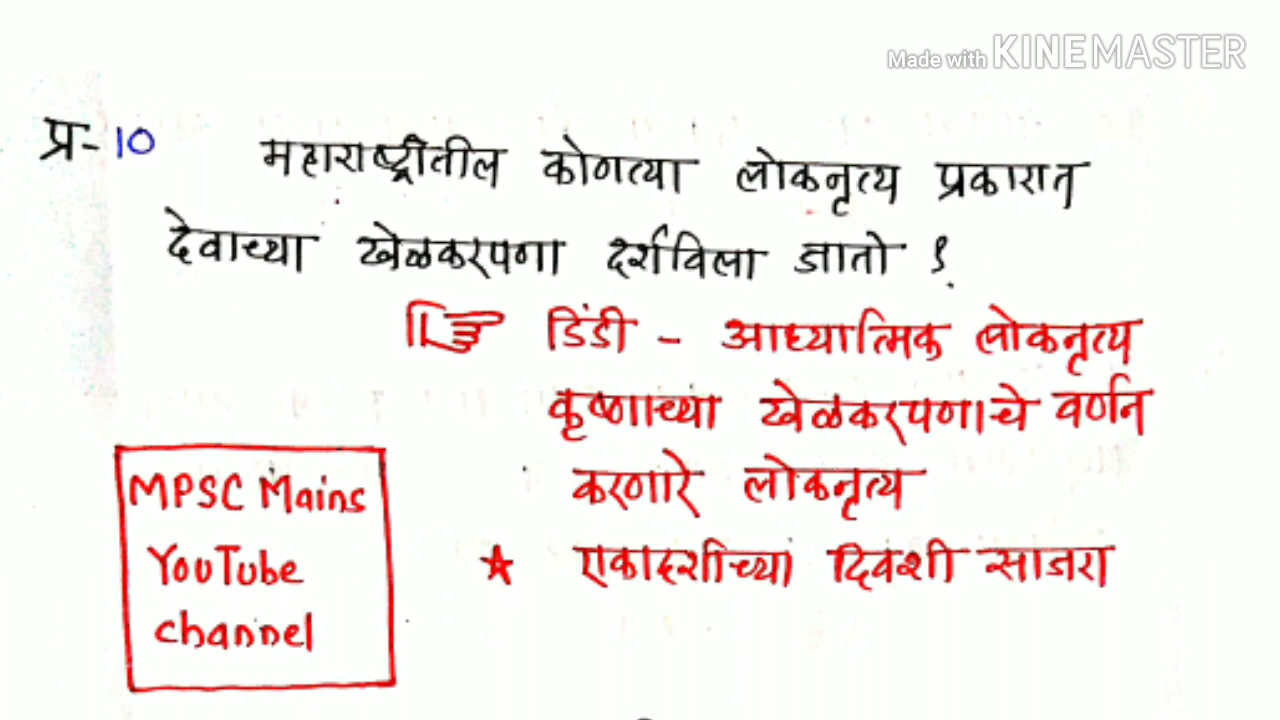 Made with KINEMASTER
प्र-10 महाराष्ट्रातील कोणत्या लोकनृत्य प्रकारात
देवाच्या खेळकरपणा दर्शविला जातो ?
डिंडी - आध्यात्मिक लोकनृत्य
कृष्णाच्या खेळकरपणाचे वर्णन
करणारे लोकनृत्य
★ एकादशीच्या दिवशी साजरा
MPSC Mains
YouTube
channel